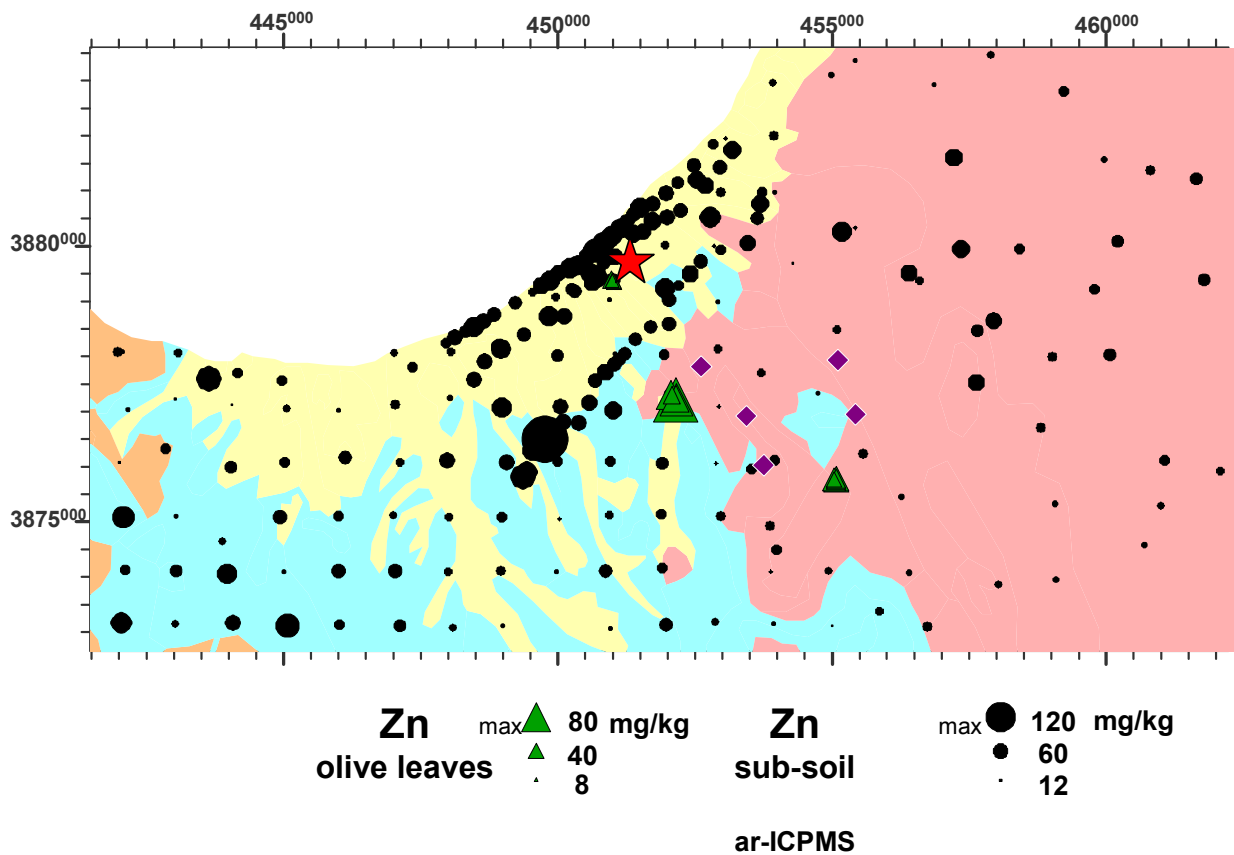 445000 450000 455000 460000
3880000
3875000
Zn max 80 mg/kg Zn max 120 mg/kg
olive leaves 40 sub-soil 60
8 12
ar-ICPMS